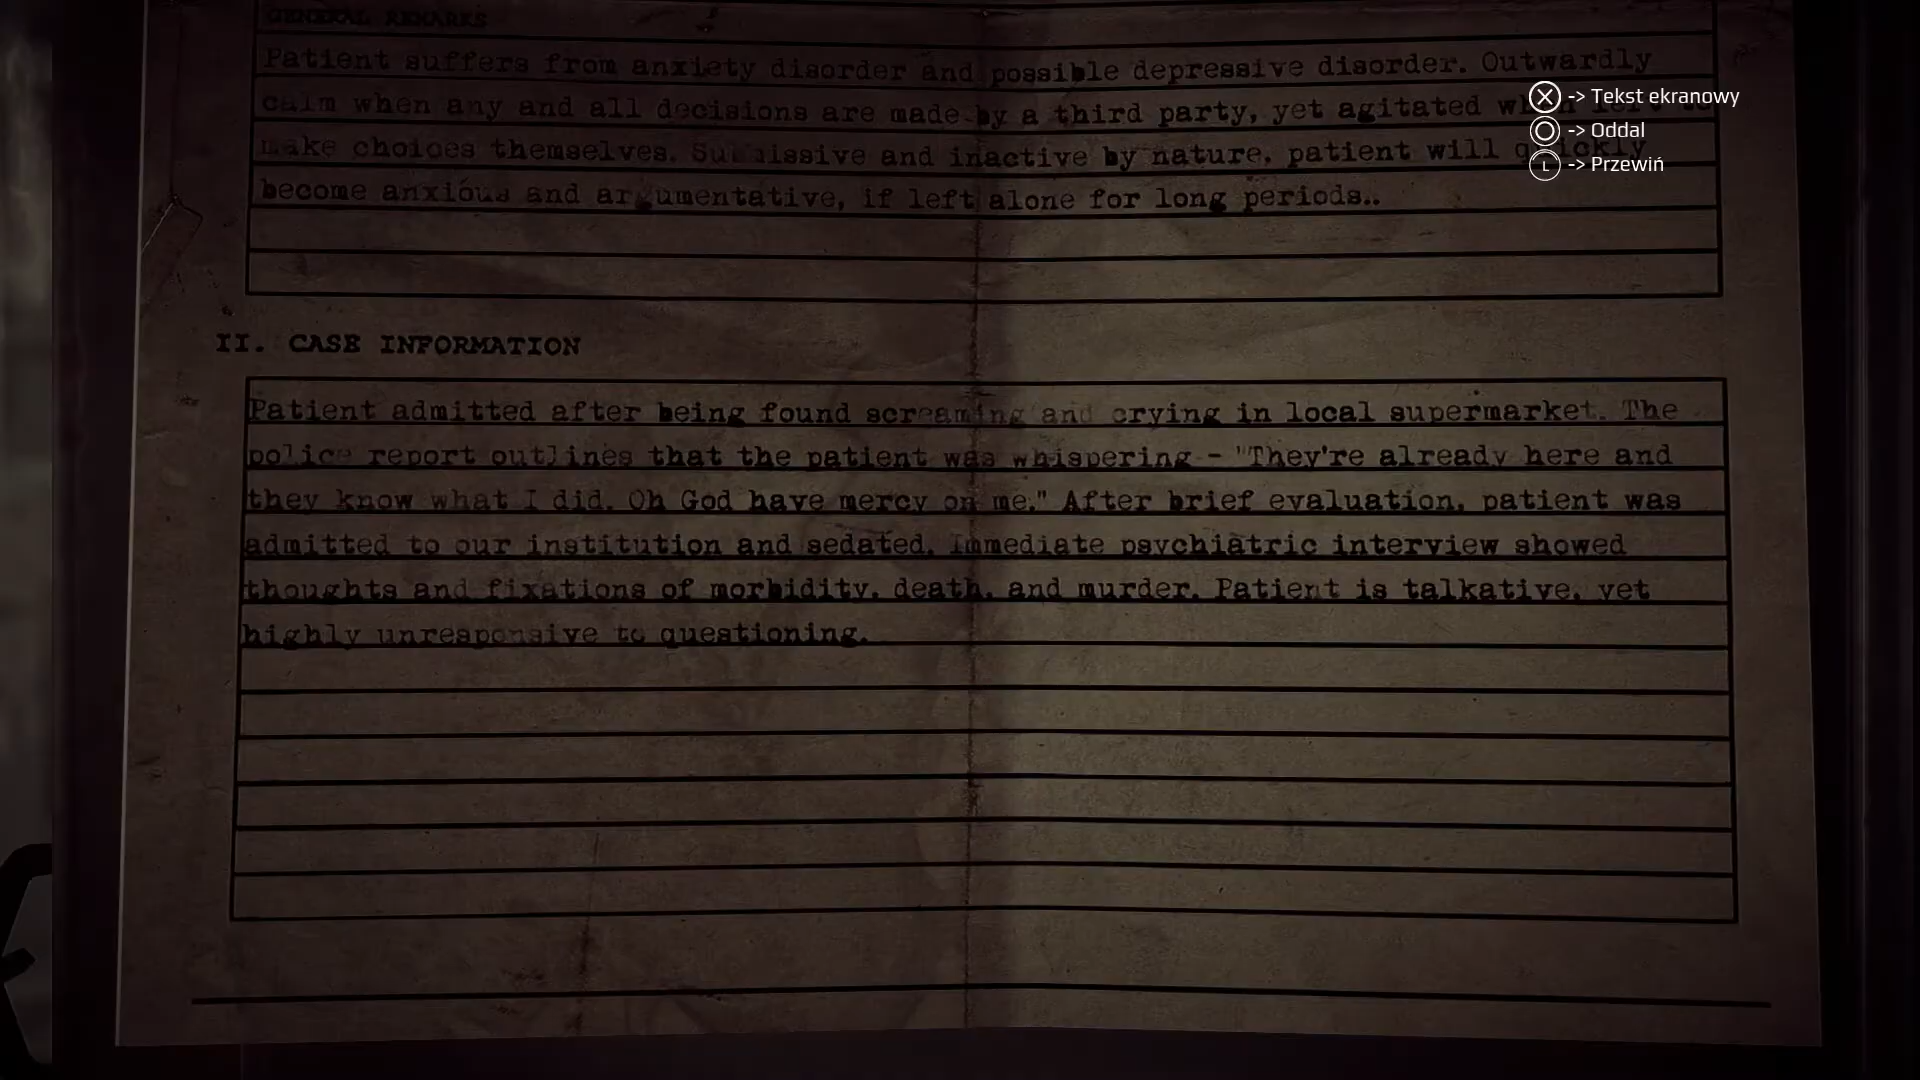 GENERAL REMARKS
Patient suffers from anxiety disorder and possible depressive disorder. Outwardly
calm when any and all decisions are made by a third party, yet agitated when
make choices themselves. Submissive and inactive by nature, patient will quickly
become anxious and argumentative, if left alone for long periods..
X -> Tekst ekranowy
O -> Oddal
L -> Przewiń
II. CASE INFORMATION
Patient admitted after being found screaming and crying in local supermarket. The
police report outlines that the patient was whispering - "They're already here and
they know what I did. Oh God have mercy on me." After brief evaluation, patient was
admitted to our institution and sedated. Immediate psychiatric interview showed
thoughts and fixations of morbidity, death, and murder. Patient is talkative, yet
highly unresponsive to questioning.